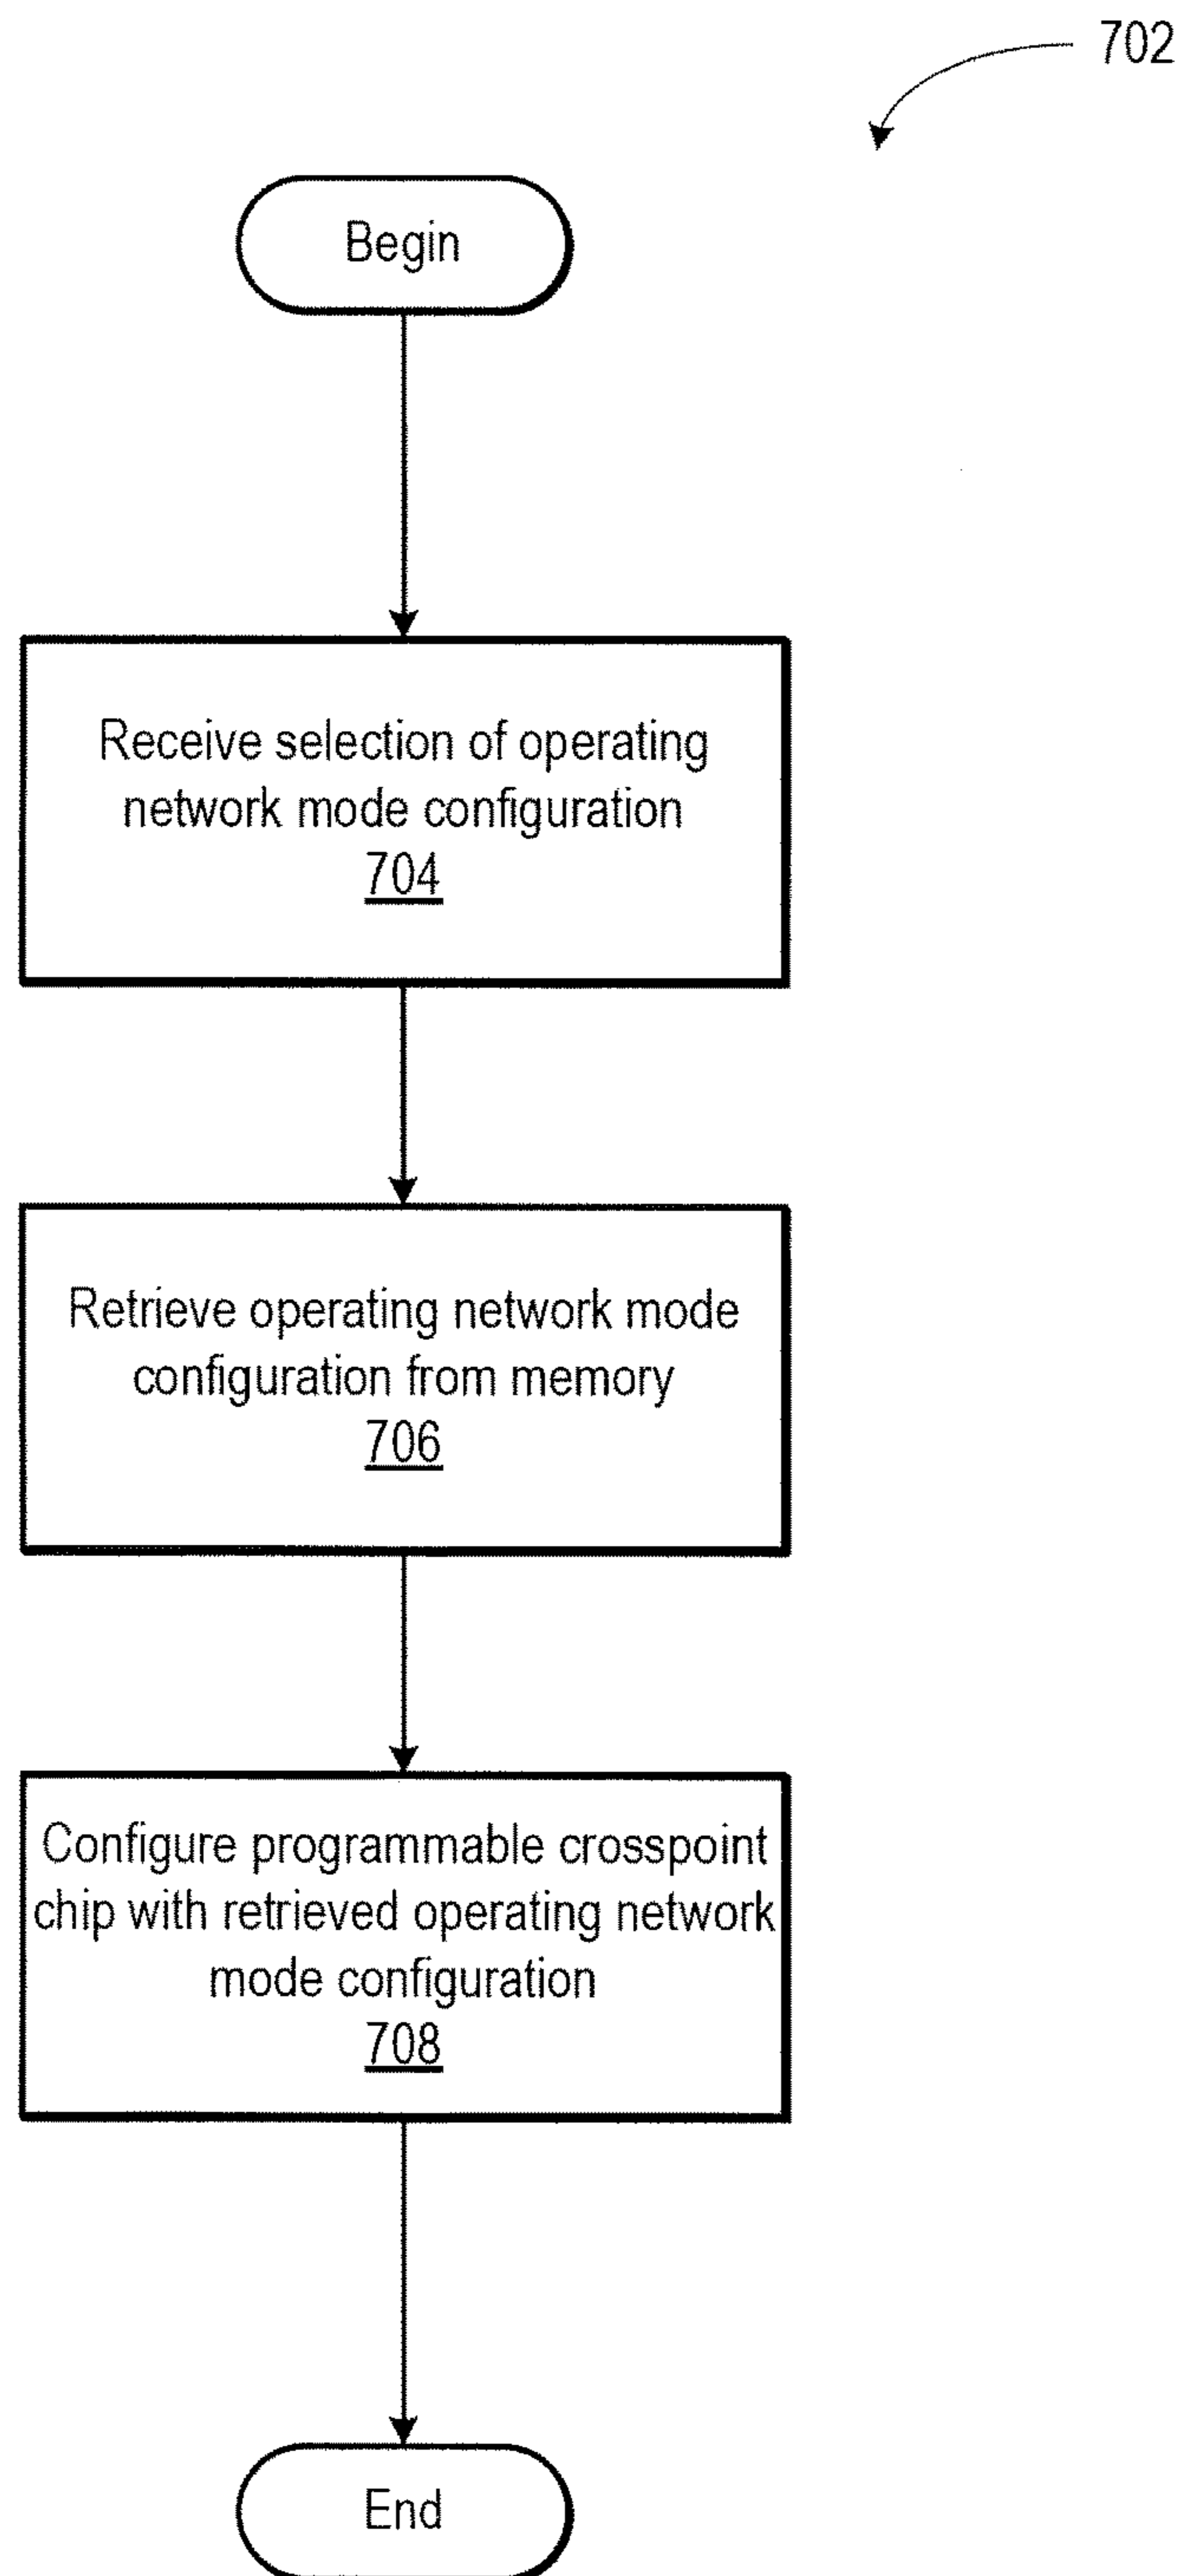 702
Begin
Receive selection of operating
network mode configuration
704
Retrieve operating network mode
configuration from memory
706
Configure programmable crosspoint
chip with retrieved operating network
mode configuration
708
End